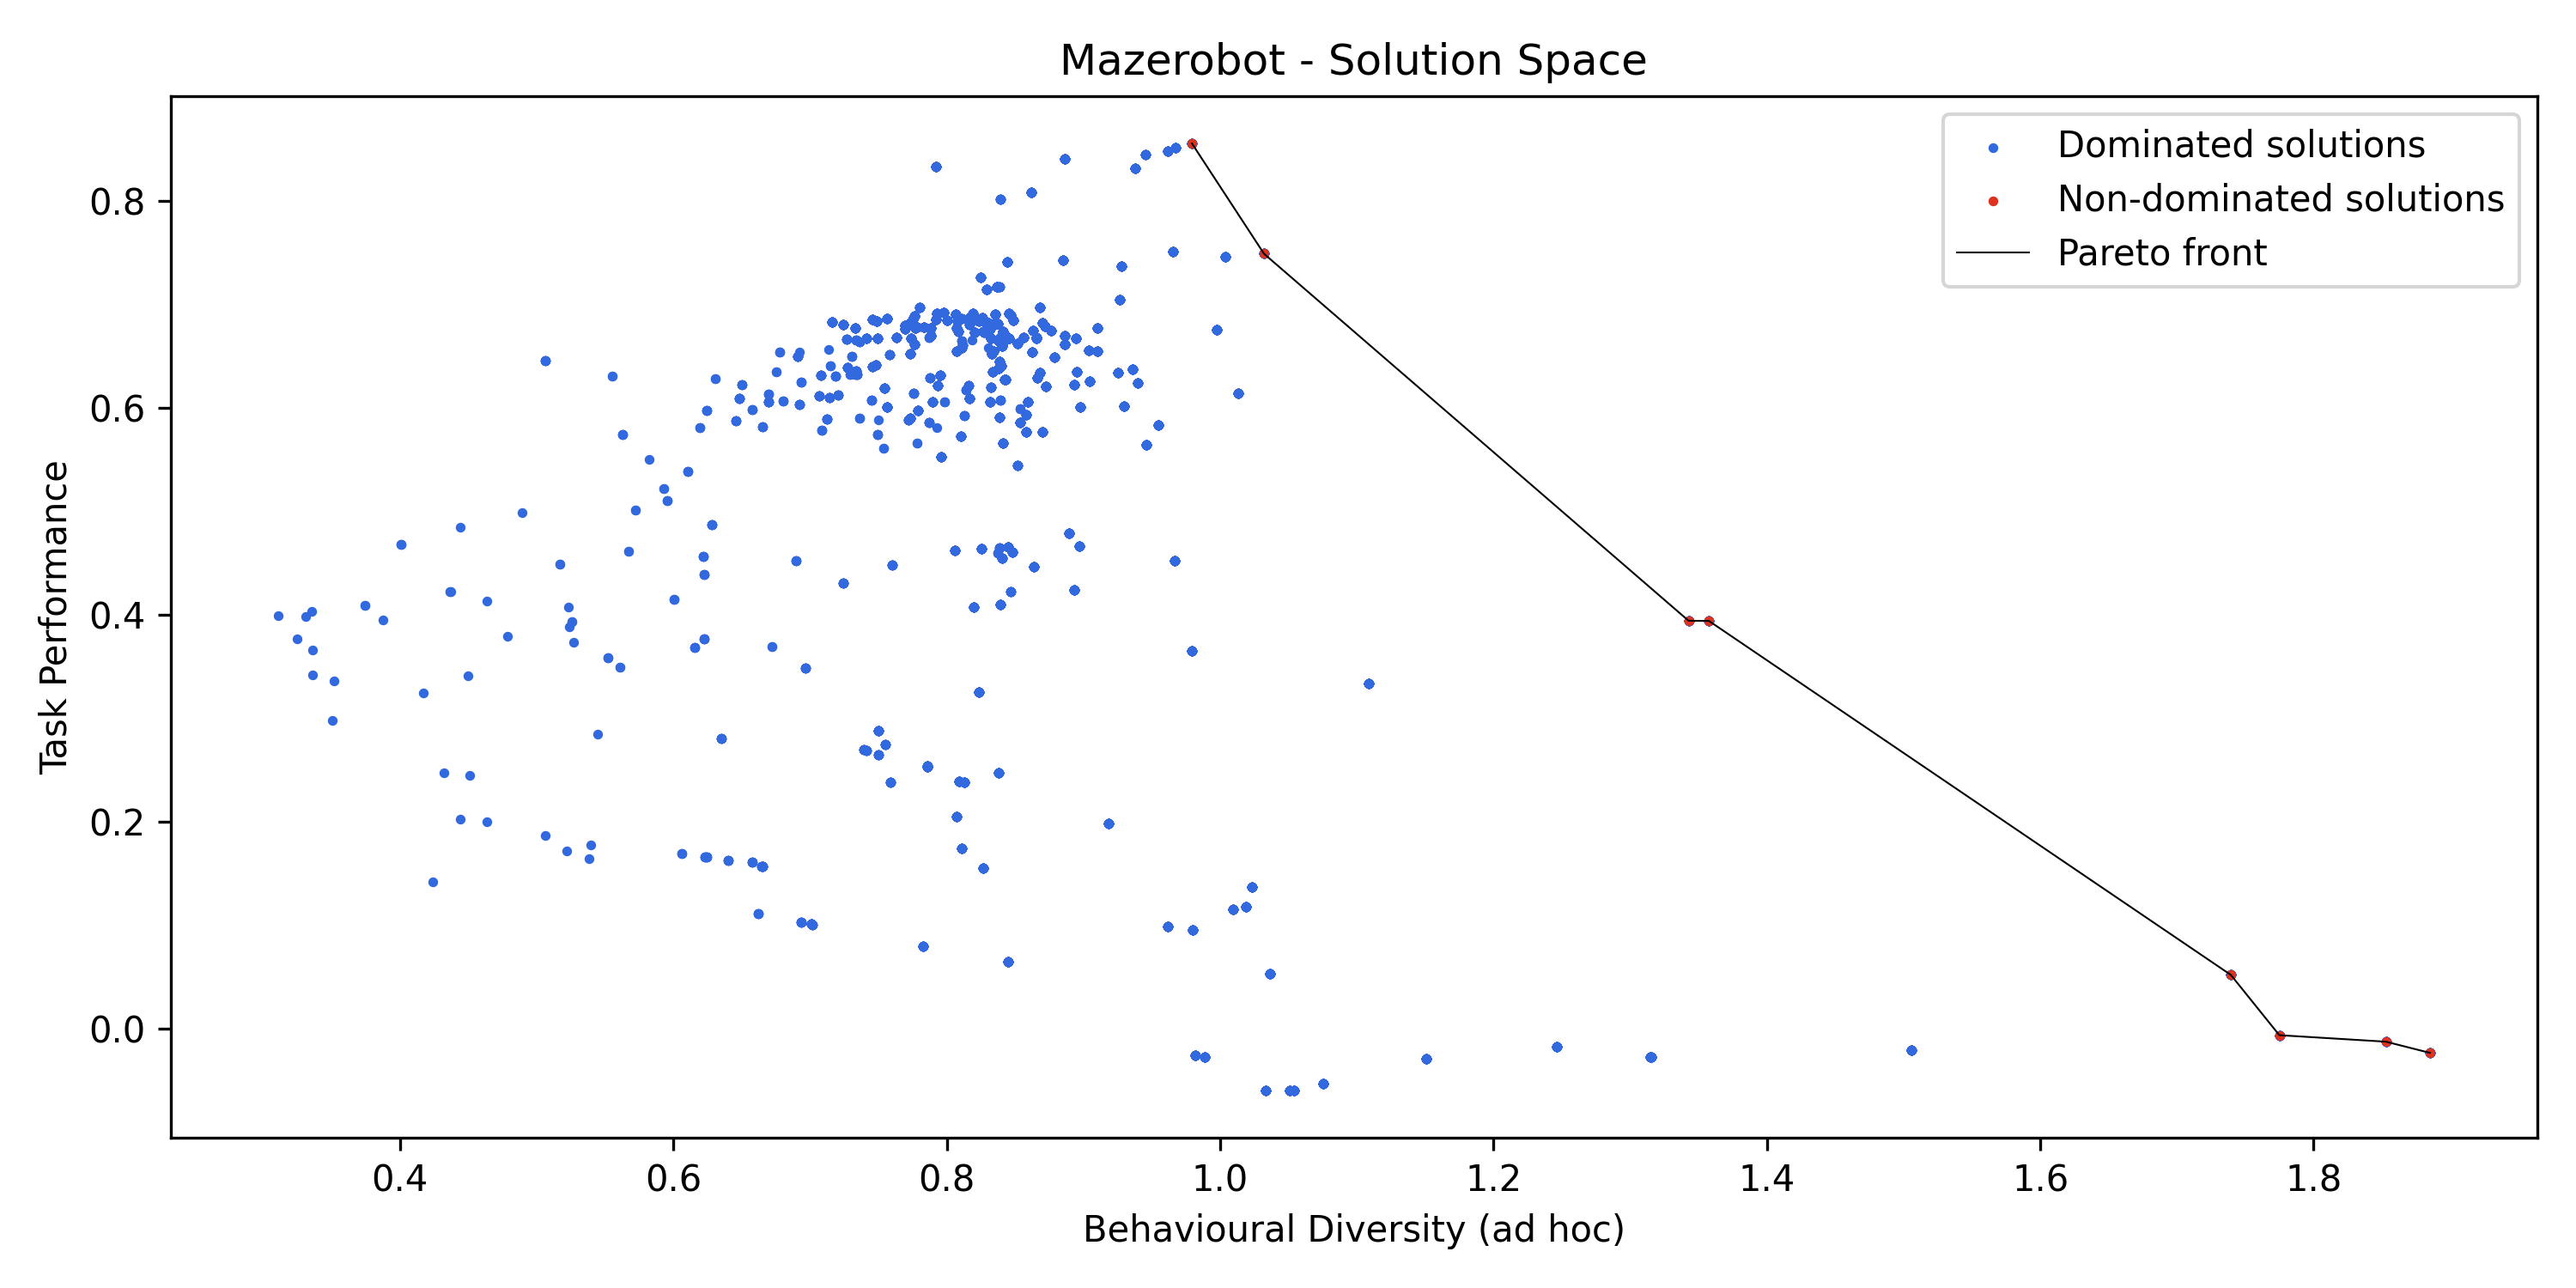 Mazerobot - Solution Space
Dominated solutions
Non-dominated solutions
Pareto front
Task Performance
0.8
0.6
0.4
0.2
0.0
0.4 0.6 0.8 1.0 1.2 1.4 1.6 1.8
Behavioural Diversity (ad hoc)